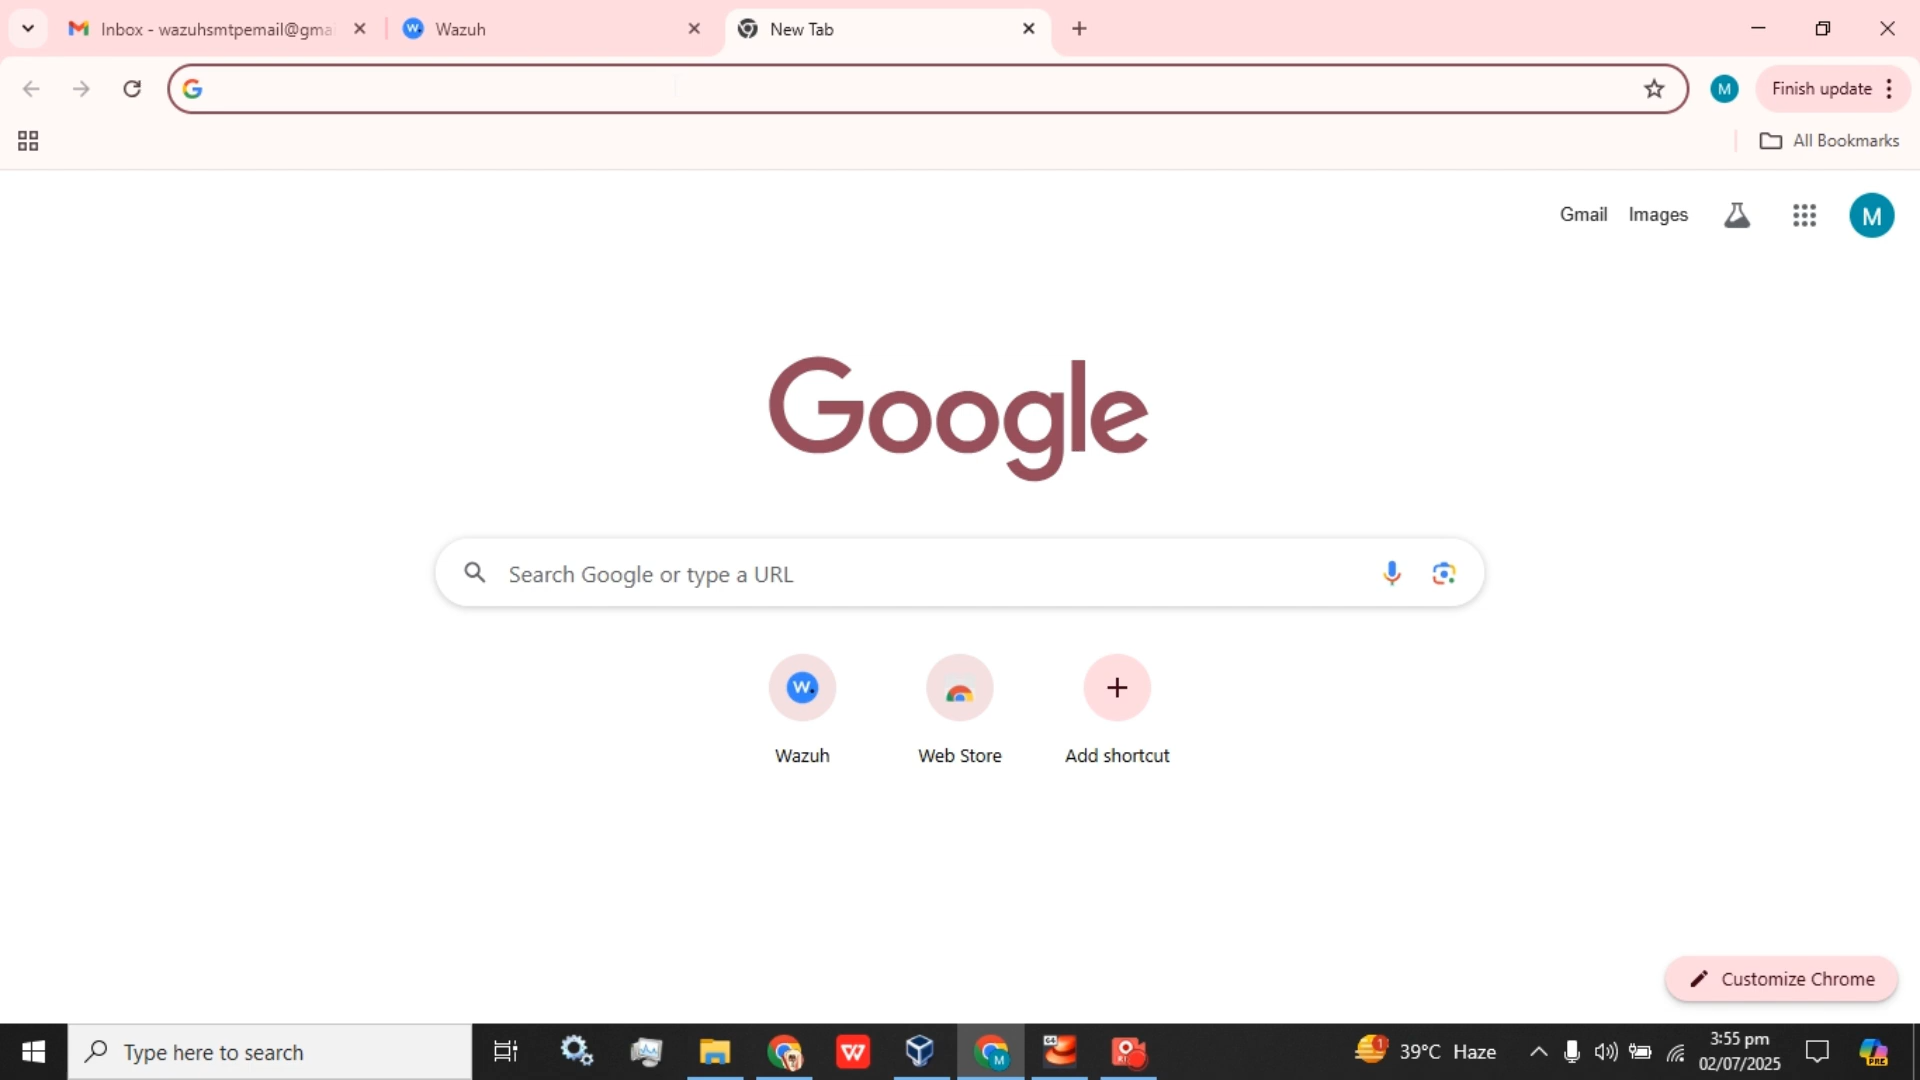 Inbox - wazuhsmtpemail@gma
Wazuh
New Tab
M
Finish update
All Bookmarks
Gmail
Images
M
Google
Search Google or type a URL
W.
Wazuh
Web Store
Add shortcut
Customize Chrome
Type here to search
39°C Haze
3:55 pm
02/07/2025